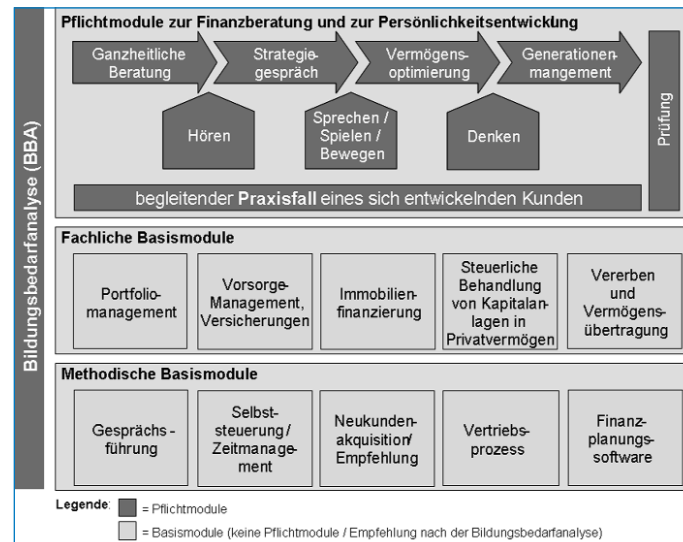 Bildungsbedarfanalyse (BBA)
Pflichtmodule zur Finanzberatung und zur Persönlichkeitsentwicklung
Ganzheitliche
Beratung
Strategie-
gespräch
Vermögens-
optimierung
Generationen-
mangement
Hören
Sprechen /
Spielen /
Bewegen
Denken
Prüfung
begleitender Praxisfall eines sich entwickelnden Kunden
Fachliche Basismodule
Portfolio-
management
Vorsorge-
Management,
Versicherungen
Immobilien-
finanzierung
Steuerliche
Behandlung
von Kapitalan-
lagen in
Privatvermögen
Vererben
und
Vermögens-
übertragung
Methodische Basismodule
Gesprächs -
führung
Selbst-
steuerung /
Zeitmanage-
ment
Neukunden-
akquisition/
Empfehlung
Vertriebs-
prozess
Finanz-
planungs-
software
Legende:
= Pflichtmodule
= Basismodule (keine Pflichtmodule / Empfehlung nach der Bildungsbedarfanalyse)